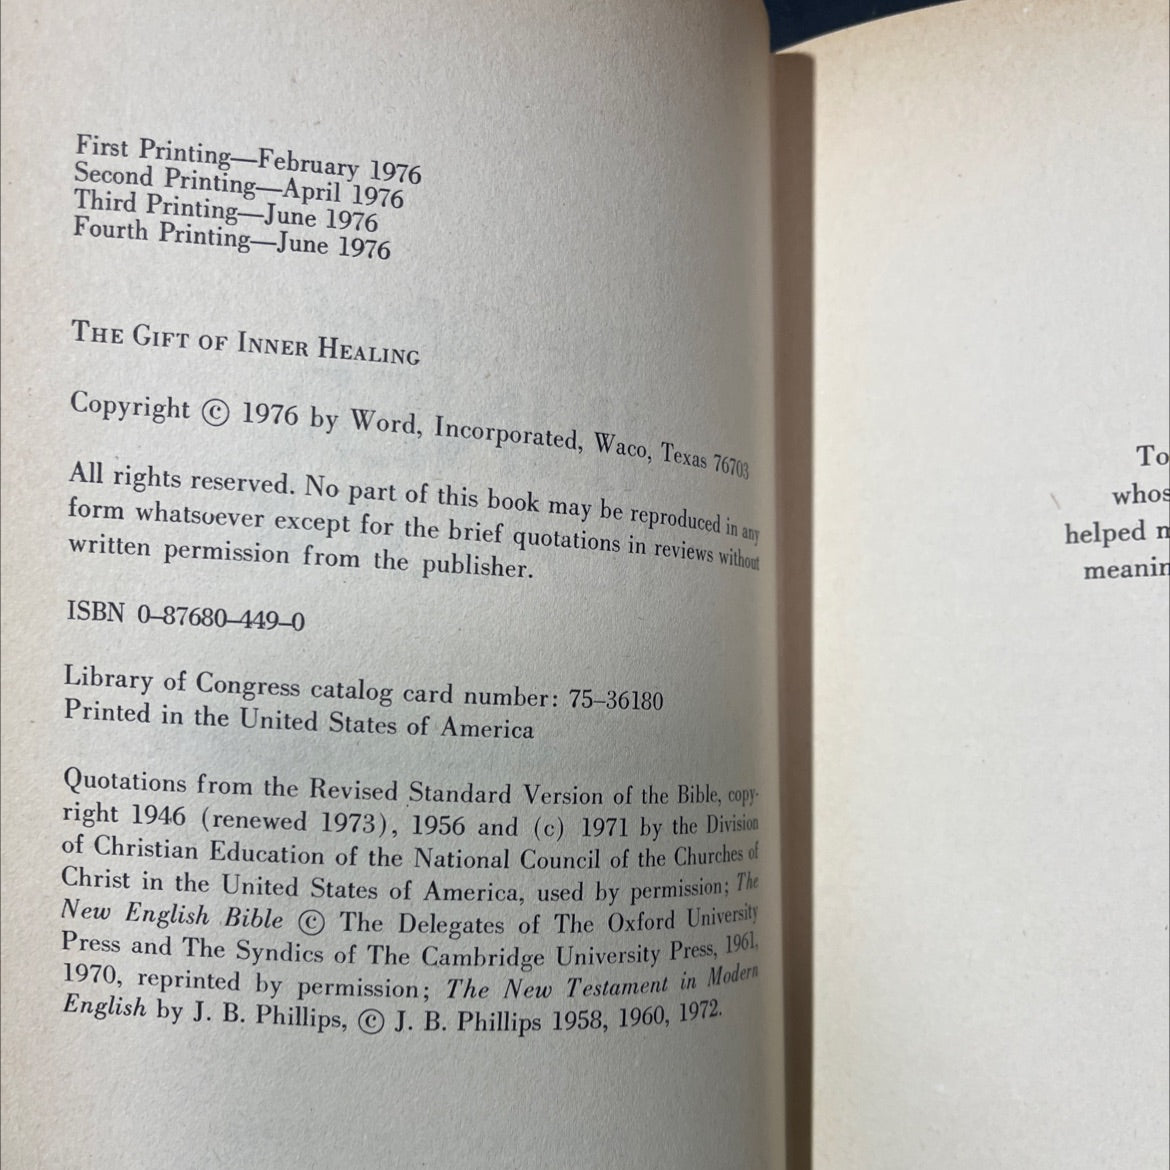 First Printing—February 1976
Second Printing—April 1976
Third Printing—June 1976
Fourth Printing—June 1976
THE GIFT OF INNER HEALING
Copyright © 1976 by Word, Incorporated, Waco, Texas 76703
All rights reserved. No part of this book may be reproduced in any
form whatsoever except for the brief quotations in reviews without
written permission from the publisher.
ISBN 0–87680–449–0
Library of Congress catalog card number: 75–36180
Printed in the United States of America
Quotations from the Revised Standard Version of the Bible, copy-
right 1946 (renewed 1973), 1956 and (c) 1971 by the Division
of Christian Education of the National Council of the Churches of
Christ in the United States of America, used by permission; The
New English Bible © The Delegates of The Oxford University
Press and The Syndics of The Cambridge University Press, 1961,
1970, reprinted by permission; The New Testament in Modern
English by J. B. Phillips, © J. B. Phillips 1958, 1960, 1972.
To
whos
helped
meanin